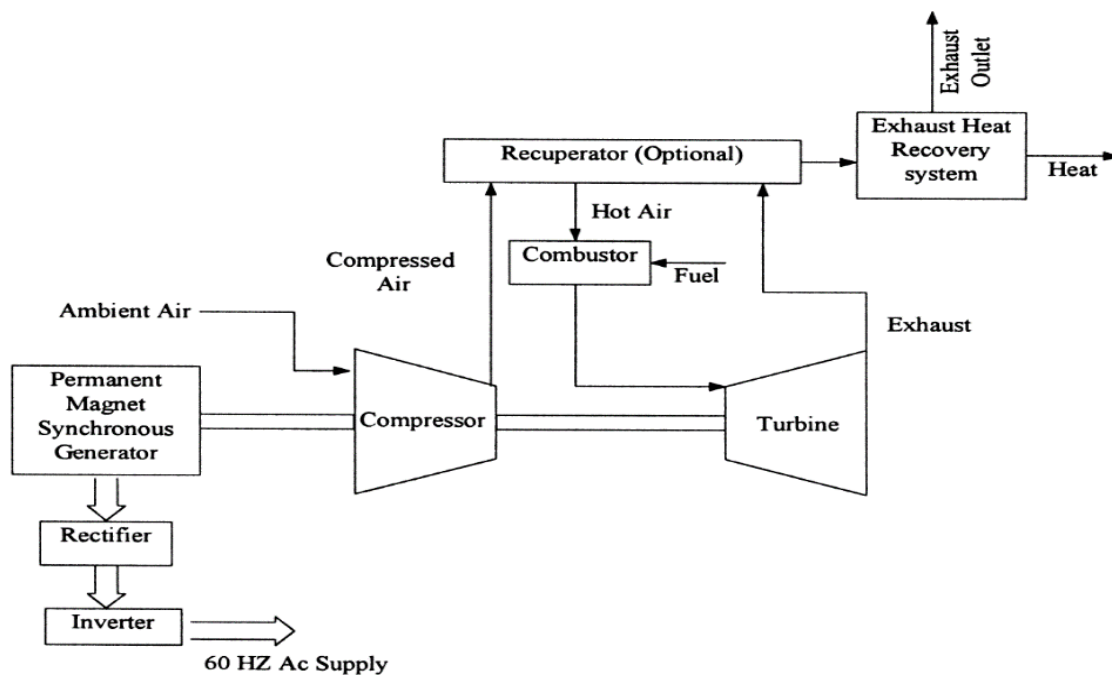 Exhaust
Outlet
Exhaust Heat
Recovery
system
Heat
Recuperator (Optional)
Hot Air
Compressed
Air
Combustor
Fuel
Ambient Air
Exhaust
Permanent
Magnet
Synchronous
Generator
Compressor
Turbine
Rectifier
Inverter
60 HZ Ac Supply